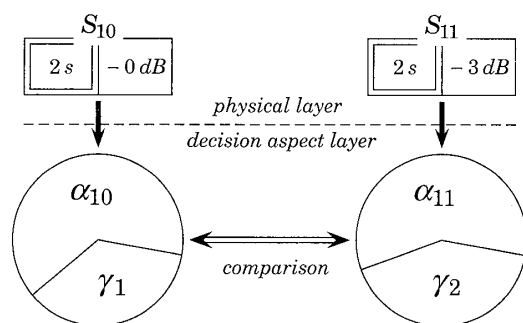 S10 S11
2 s −0 dB 2 s −3 dB
physical layer
decision aspect layer
α10 α11
comparison
γ1 γ2